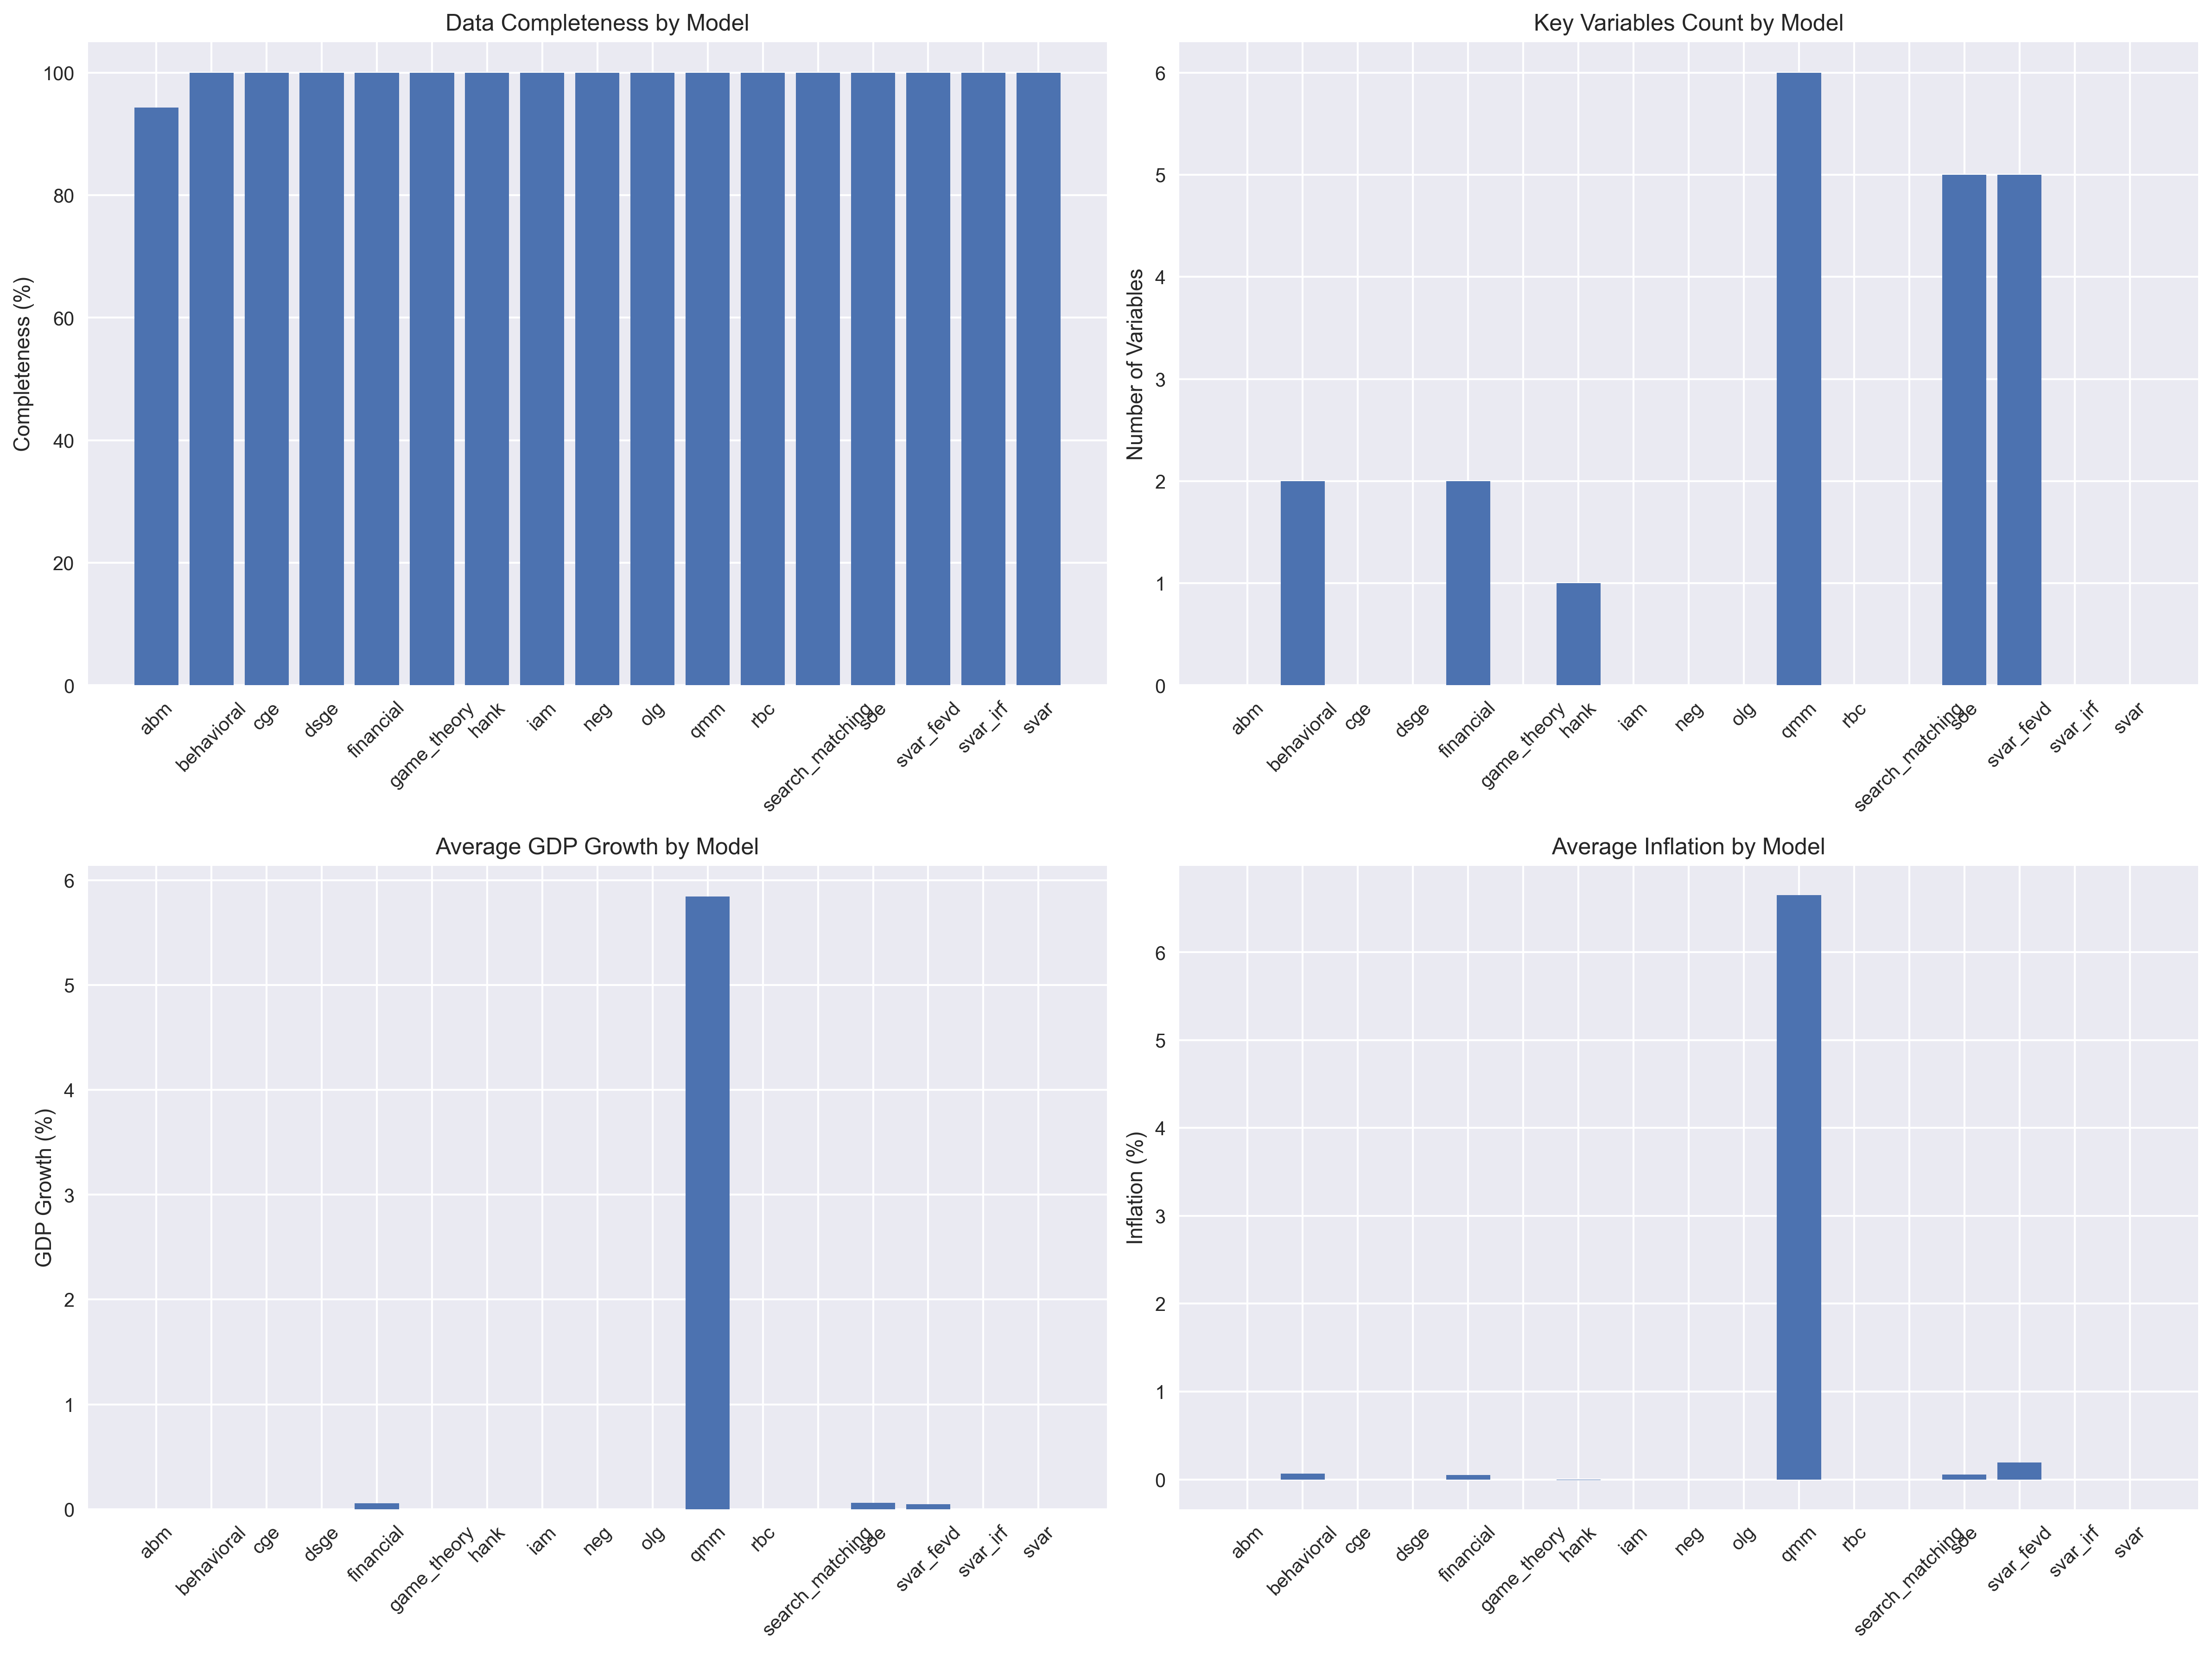 Data Completeness by Model
Completeness (%)
100
80
60
40
20
0
abm
behavioral
cge
dsge
financial
game_theory
hank
iam
neg
olg
qmm
rbc
search_matching
soe
svar_fevd
svar_irf
svar
Key Variables Count by Model
Number of Variables
6
5
4
3
2
1
0
abm
behavioral
cge
dsge
financial
game_theory
hank
iam
neg
olg
qmm
rbc
search_matching
soe
svar_fevd
svar_irf
svar
Average GDP Growth by Model
GDP Growth (%)
6
5
4
3
2
1
0
abm
behavioral
cge
dsge
financial
game_theory
hank
iam
neg
olg
qmm
rbc
search_matching
soe
svar_fevd
svar_irf
svar
Average Inflation by Model
Inflation (%)
6
5
4
3
2
1
0
abm
behavioral
cge
dsge
financial
game_theory
hank
iam
neg
olg
qmm
rbc
search_matching
soe
svar_fevd
svar_irf
svar